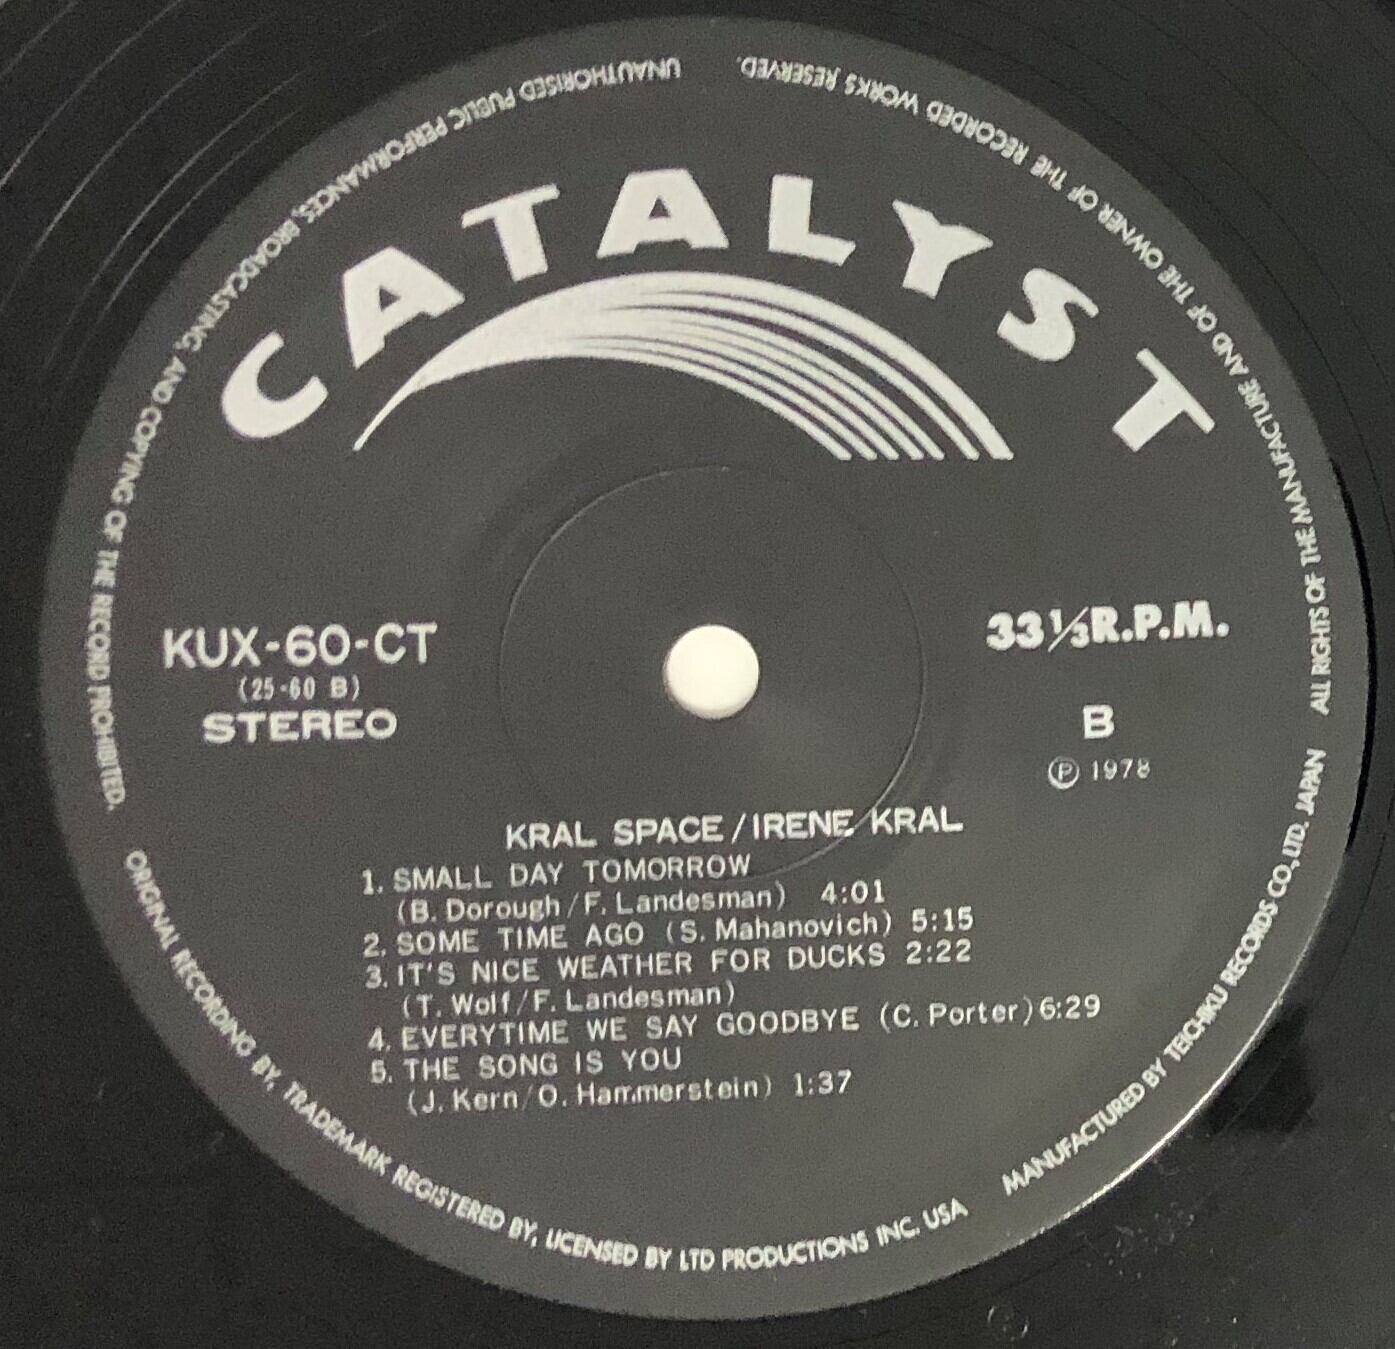 CATALYST
KUX-60-CT
(25-60 B)
STEREO
33⅓R.P.M.
B
Ⓟ 1978
KRAL SPACE/IRENE KRAL
1. SMALL DAY TOMORROW
(B. Dorough/F. Landesman) 4:01
2. SOME TIME AGO (S. Mahanovich) 5:15
3. IT'S NICE WEATHER FOR DUCKS 2:22
(T. Wolf/F. Landesman)
4. EVERYTIME WE SAY GOODBYE (C. Porter) 6:29
5. THE SONG IS YOU
(J. Kern/O. Hammerstein) 1:37
ORIGINAL RECORDING BY, TRADEMARK REGISTERED BY, LICENSED BY LTD PRODUCTIONS INC. USA
MANUFACTURED BY TEICHIKU RECORDS CO., LTD. JAPAN
ALL RIGHTS OF THE MANUFACTURE AND OF THE OWNER OF THE RECORDED WORKS RESERVED.
UNAUTHORISED PUBLIC PERFORMANCES, BROADCASTING, AND COPYING OF THE RECORD PROHIBITED.